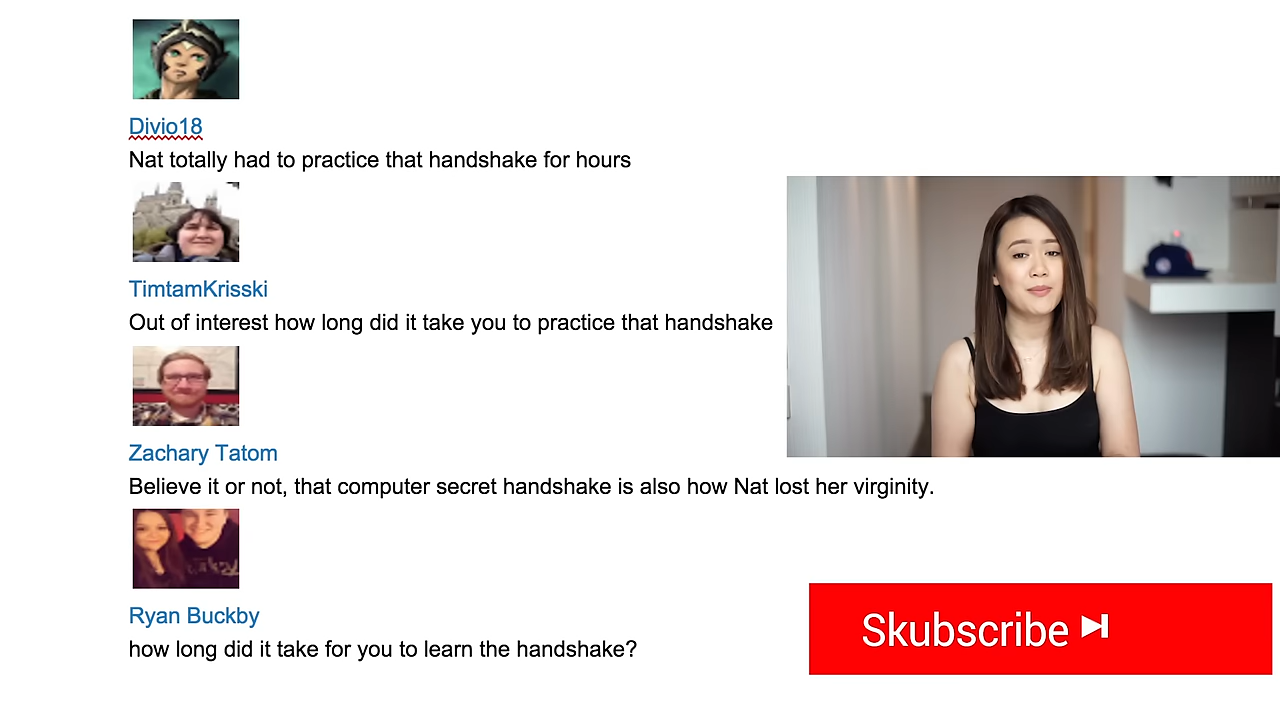 Divio18
Nat totally had to practice that handshake for hours
TimtamKrisski
Out of interest how long did it take you to practice that handshake
Zachary Tatom
Believe it or not, that computer secret handshake is also how Nat lost her virginity.
Ryan Buckby
how long did it take for you to learn the handshake?
Skubscribe